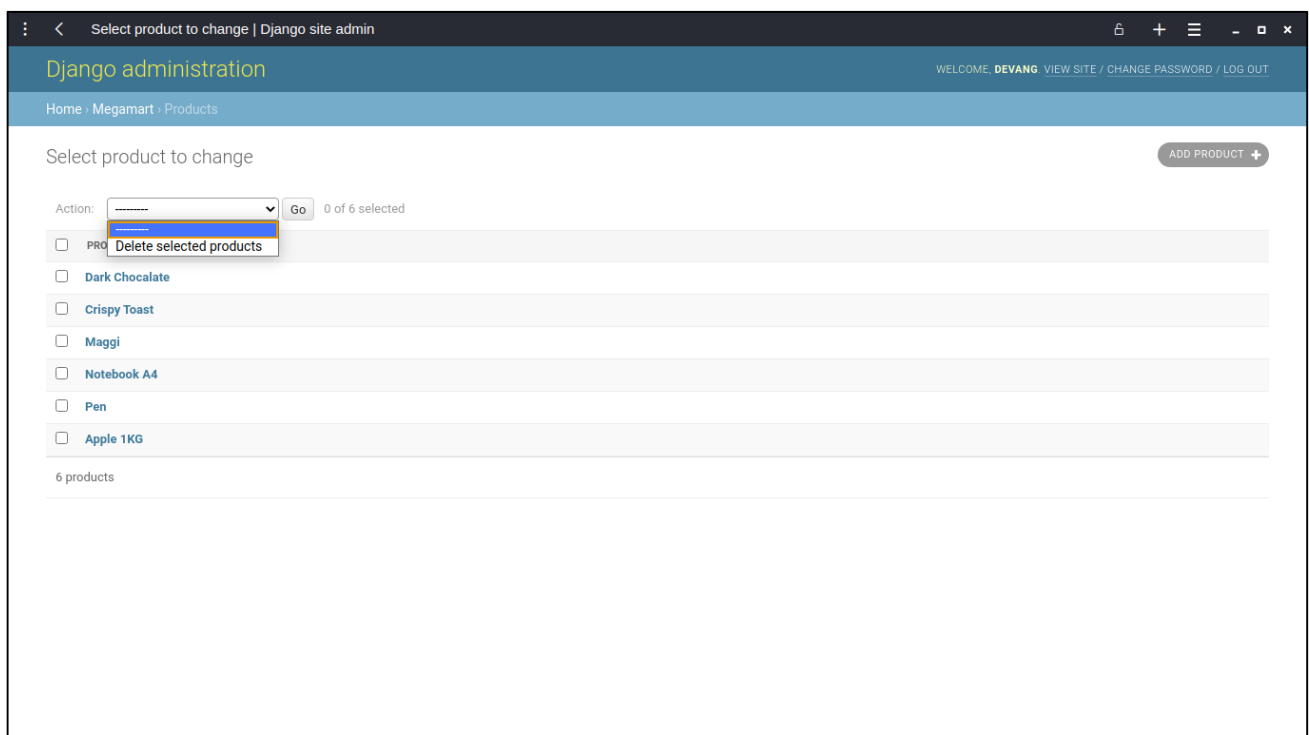 Select product to change | Django site admin
Django administration
WELCOME, DEVANG. VIEW SITE / CHANGE PASSWORD / LOG OUT
Home › Megamart › Products
Select product to change
ADD PRODUCT +
Action: --------- Go 0 of 6 selected
---------
Delete selected products
Dark Chocalate
Crispy Toast
Maggi
Notebook A4
Pen
Apple 1KG
6 products